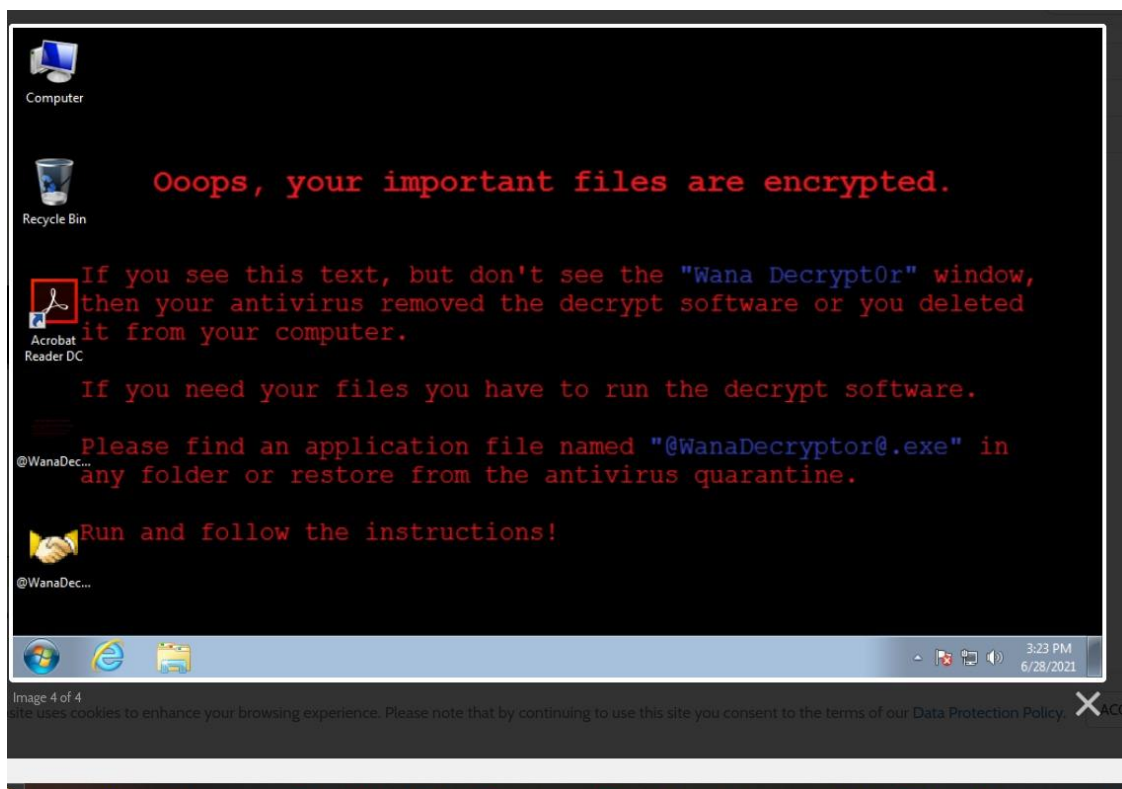 Computer
Recycle Bin
Acrobat
Reader DC
@WanaDec...
@WanaDec...
Ooops, your important files are encrypted.
If you see this text, but don't see the "Wana Decrypt0r" window,
then your antivirus removed the decrypt software or you deleted
it from your computer.
If you need your files you have to run the decrypt software.
Please find an application file named "@WanaDecryptor@.exe" in
any folder or restore from the antivirus quarantine.
Run and follow the instructions!
3:23 PM
6/28/2021
Image 4 of 4
site uses cookies to enhance your browsing experience. Please note that by continuing to use this site you consent to the terms of our Data Protection Policy.